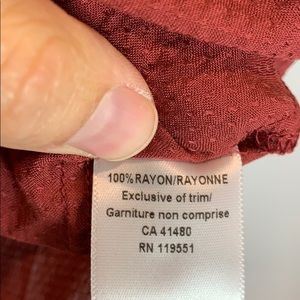 100%RAYON/RAYONNE
Exclusive of trim/
Garniture non comprise
CA 41480
RN 119551